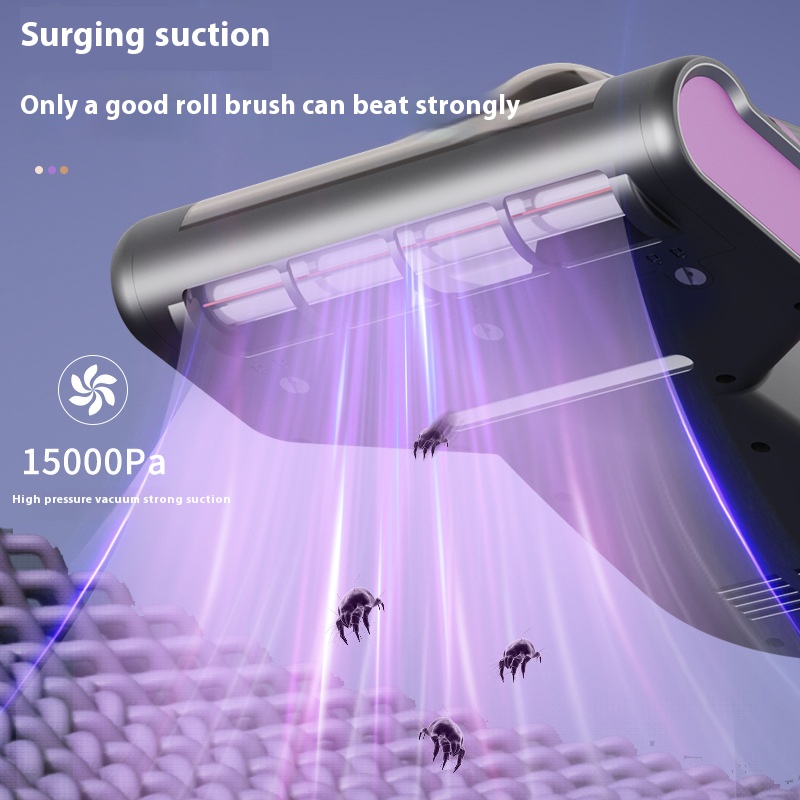 Surging suction
Only a good roll brush can beat strongly
15000Pa
High pressure vacuum strong suction